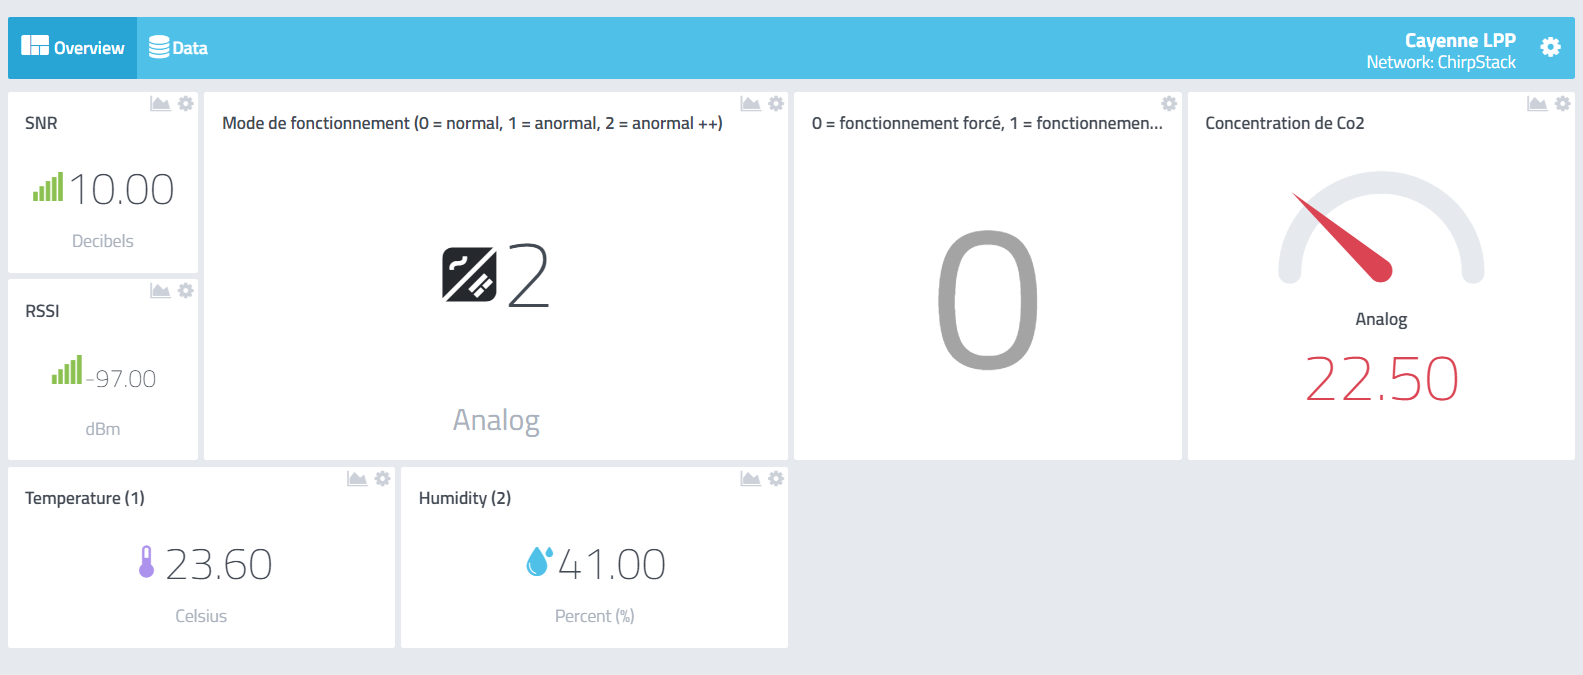 Overview
Data
Cayenne LPP
Network: ChirpStack
SNR
10.00
Decibels
RSSI
-97.00
dBm
Mode de fonctionnement (0 = normal, 1 = anormal, 2 = anormal ++)
2
Analog
0 = fonctionnement forcé, 1 = fonctionnemen...
0
Concentration de Co2
Analog
22.50
Temperature (1)
23.60
Celsius
Humidity (2)
41.00
Percent (%)